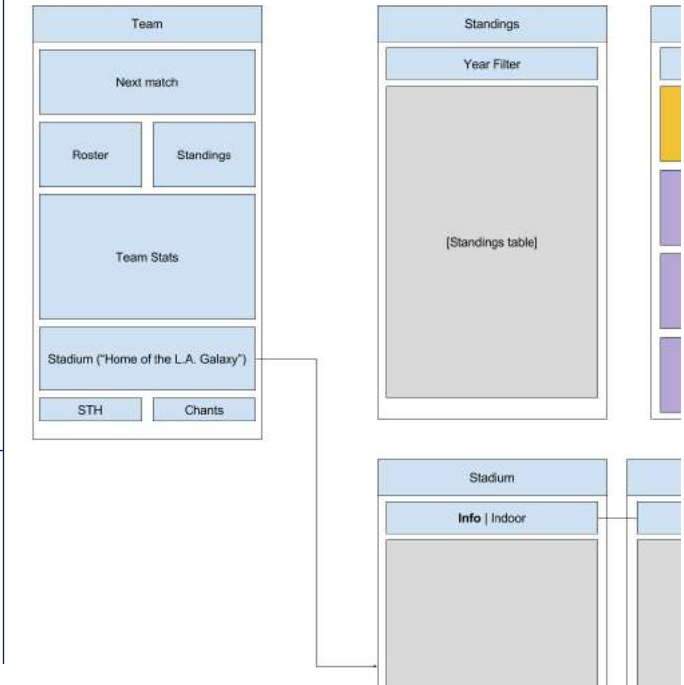 Team
Next match
Roster
Standings
Team Stats
Stadium ("Home of the L.A. Galaxy")
STH
Chants
Standings
Year Filter
[Standings table]
Stadium
Info | Indoor